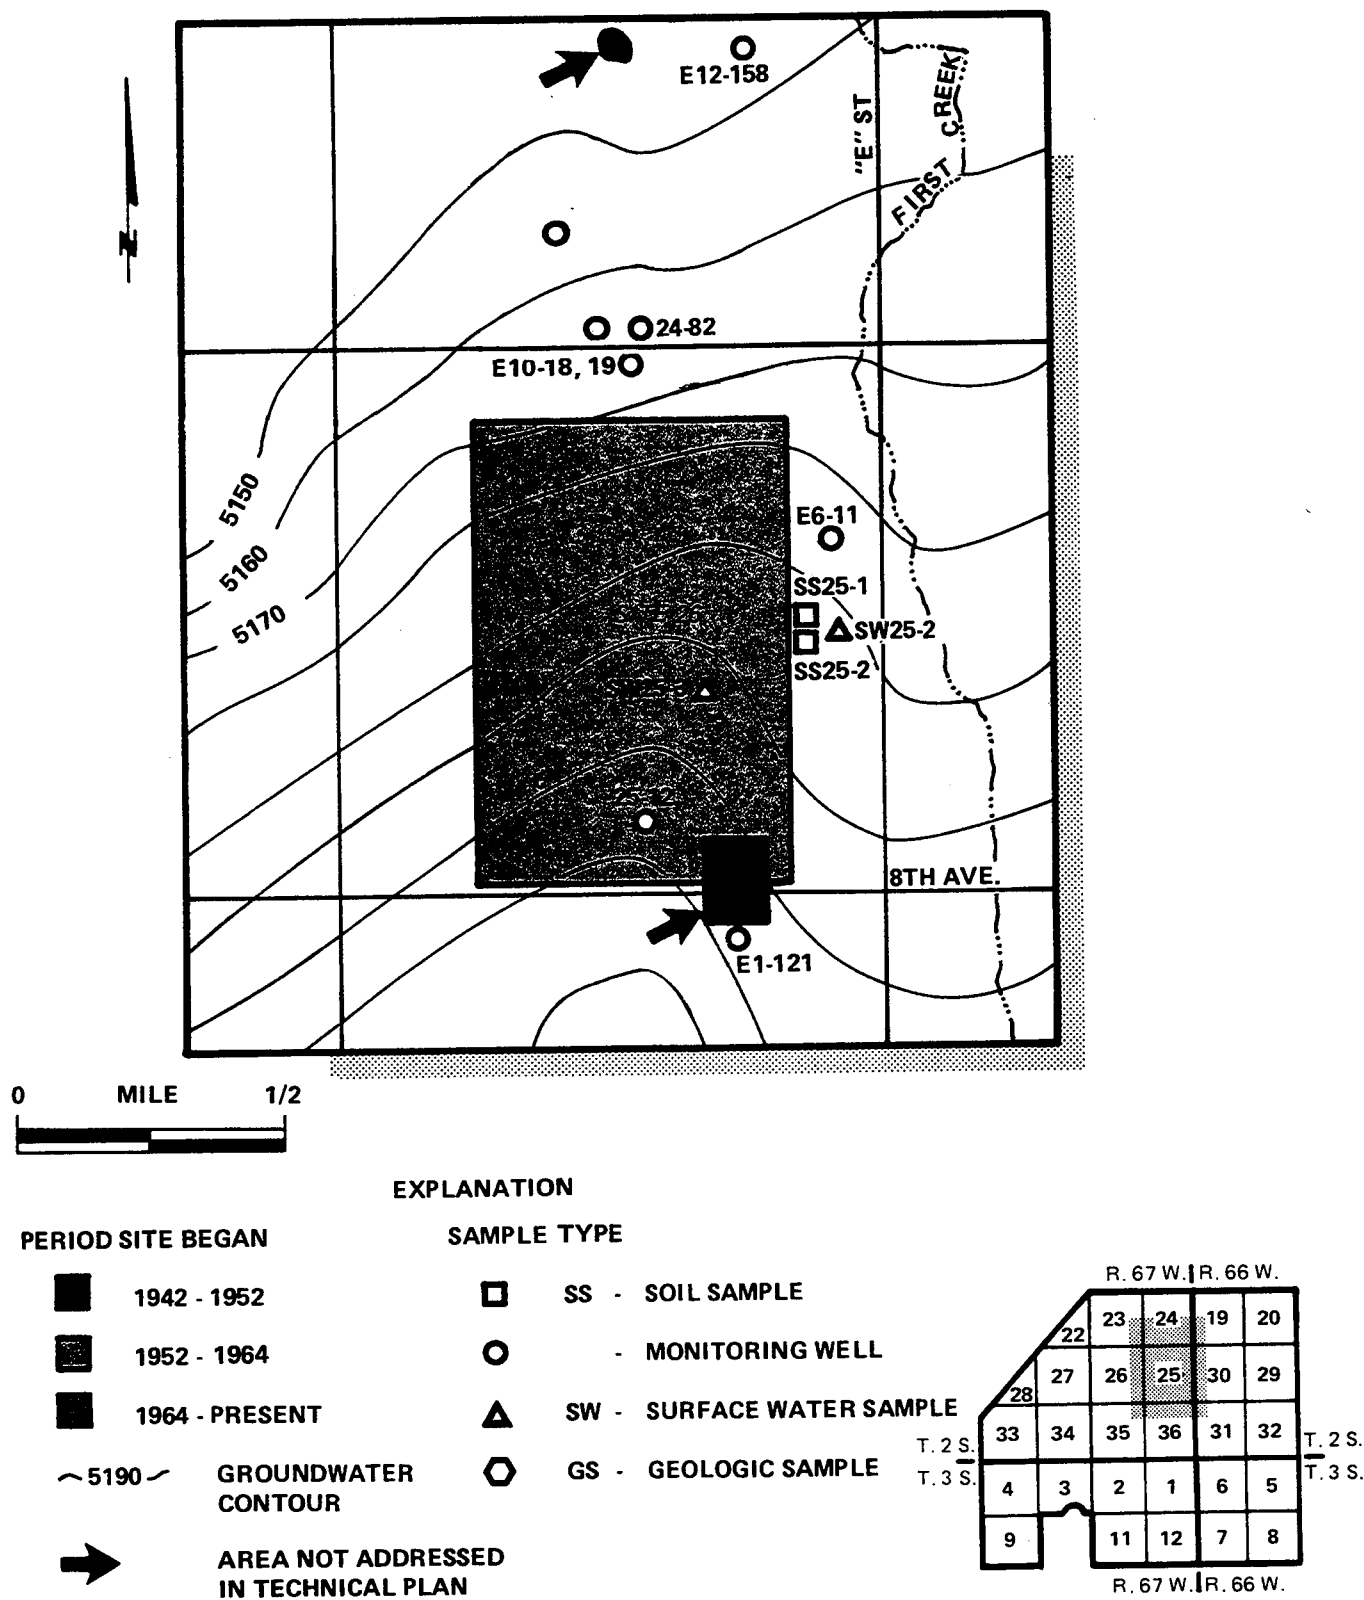 E12-158
"E" ST
FIRST CREEK
N
24-82
E10-18, 19
5150
5160
5170
E6-11
SS25-1
SW25-2
SS25-2
8TH AVE.
E1-121
0 MILE 1/2
EXPLANATION
PERIOD SITE BEGAN
1942 - 1952
1952 - 1964
1964 - PRESENT
5190
GROUNDWATER
CONTOUR
AREA NOT ADDRESSED
IN TECHNICAL PLAN
SAMPLE TYPE
SS - SOIL SAMPLE
- MONITORING WELL
SW - SURFACE WATER SAMPLE
GS - GEOLOGIC SAMPLE
R. 67 W. R. 66 W.
23 24 19 20
22
27 26 25 30 29
28
33 34 35 36 31 32
T. 2 S. T. 2 S.
T. 3 S. T. 3 S.
4 3 2 1 6 5
9 11 12 7 8
R. 67 W. R. 66 W.